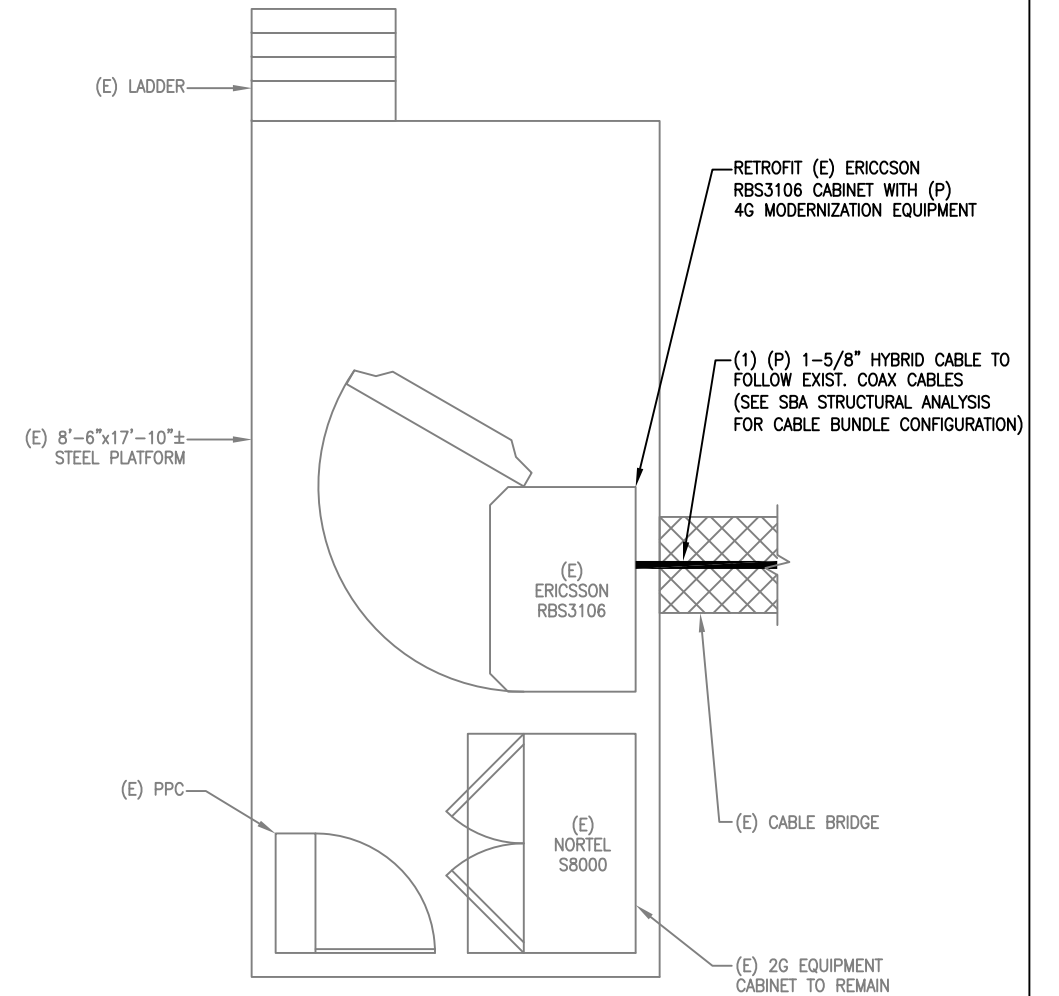 (E) LADDER
RETROFIT (E) ERICCSON
RBS3106 CABINET WITH (P)
4G MODERNIZATION EQUIPMENT
(1) (P) 1-5/8" HYBRID CABLE TO
FOLLOW EXIST. COAX CABLES
(SEE SBA STRUCTURAL ANALYSIS
FOR CABLE BUNDLE CONFIGURATION)
(E) 8'-6"x17'-10"±
STEEL PLATFORM
(E)
ERICSSON
RBS3106
(E) PPC
(E)
NORTEL
S8000
(E) CABLE BRIDGE
(E) 2G EQUIPMENT
CABINET TO REMAIN